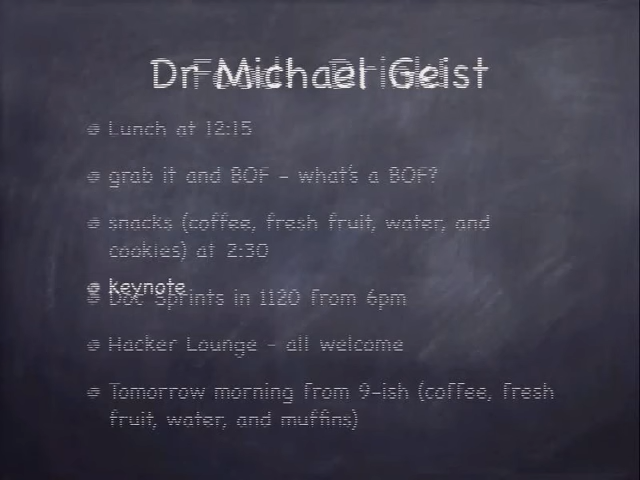 Dr Michael Geist
Lunch at 12:15
grab it and BOF - what's a BOF?
snacks (coffee, fresh fruit, water, and
cookies) at 2:30
keynote
Doc Sprints in 1120 from 6pm
Hacker Lounge - all welcome
Tomorrow morning from 9-ish (coffee, fresh
fruit, water, and muffins)